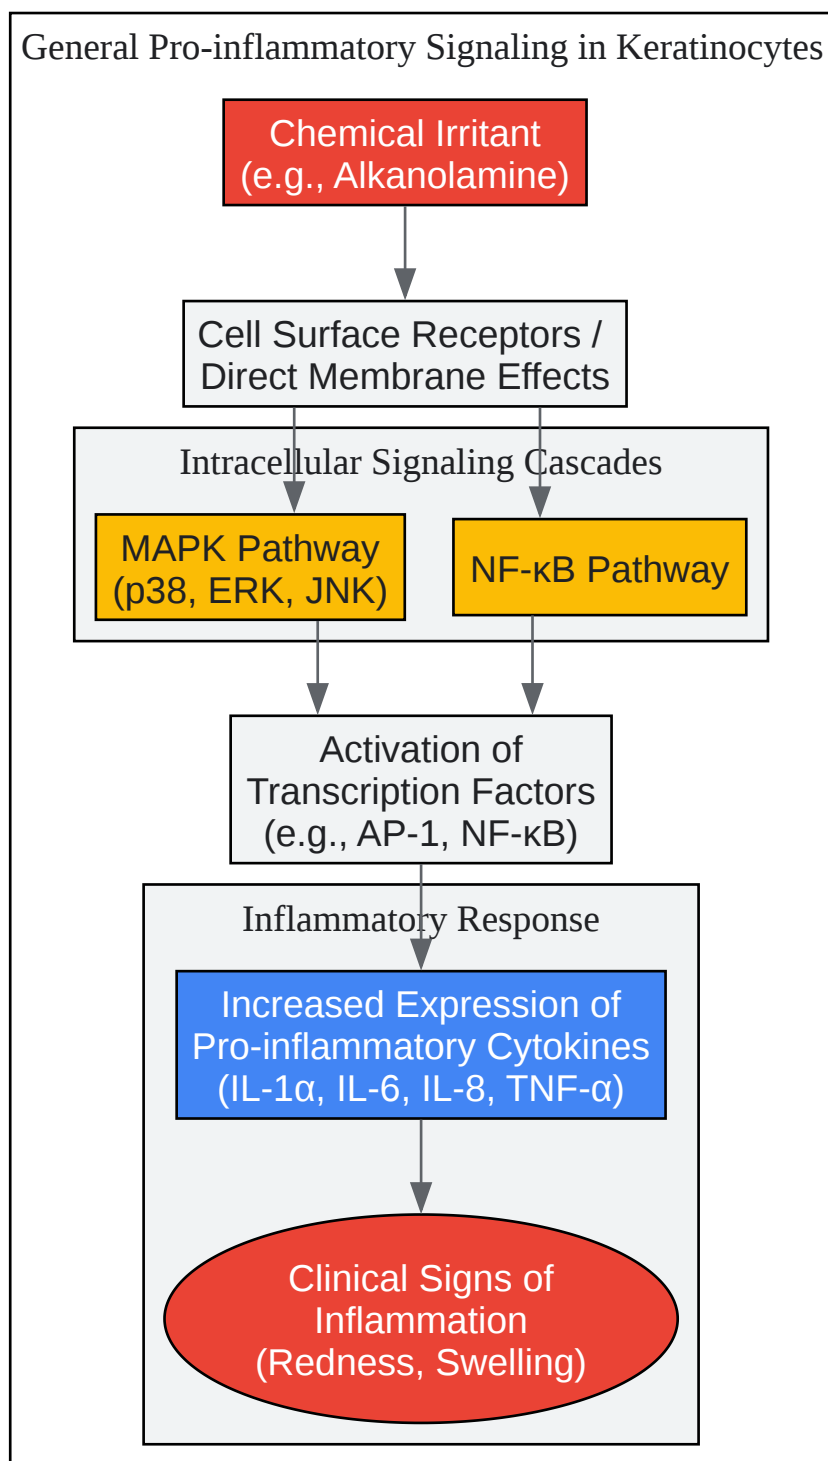 General Pro-inflammatory Signaling in Keratinocytes
Chemical Irritant
(e.g., Alkanolamine)
Cell Surface Receptors /
Direct Membrane Effects
Intracellular Signaling Cascades
MAPK Pathway
(p38, ERK, JNK)
NF-κB Pathway
Activation of
Transcription Factors
(e.g., AP-1, NF-κB)
Inflammatory Response
Increased Expression of
Pro-inflammatory Cytokines
(IL-1α, IL-6, IL-8, TNF-α)
Clinical Signs of
Inflammation
(Redness, Swelling)